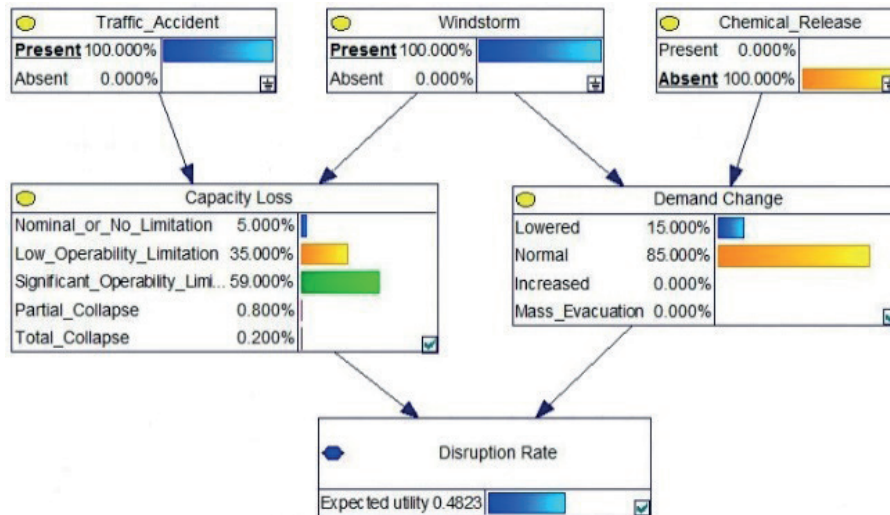 Traffic_Accident
Present 100.000%
Absent 0.000%
Windstorm
Present 100.000%
Absent 0.000%
Chemical_Release
Present 0.000%
Absent 100.000%
Capacity Loss
Nominal_or_No_Limitation 5.000%
Low_Operability_Limitation 35.000%
Significant_Operability_Limi... 59.000%
Partial_Collapse 0.800%
Total_Collapse 0.200%
Demand Change
Lowered 15.000%
Normal 85.000%
Increased 0.000%
Mass_Evacuation 0.000%
Disruption Rate
Expected utility 0.4823